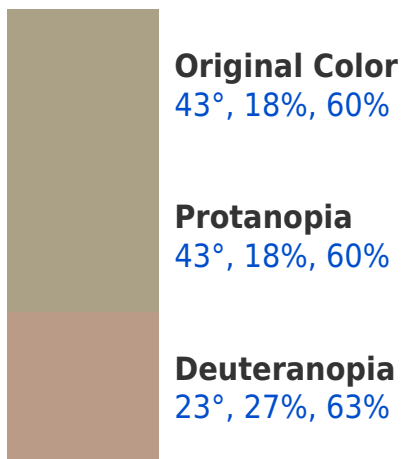 Original Color
43°, 18%, 60%
Protanopia
43°, 18%, 60%
Deuteranopia
23°, 27%, 63%